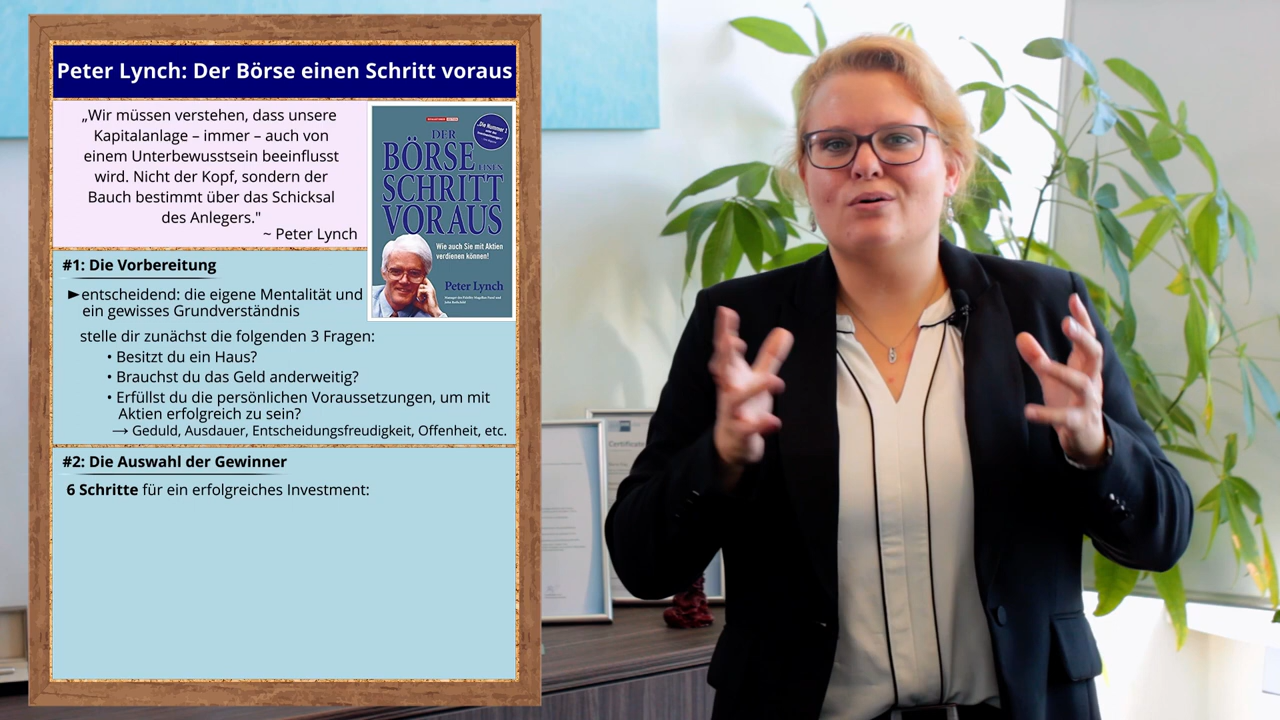 Peter Lynch: Der Börse einen Schritt voraus
„Wir müssen verstehen, dass unsere
Kapitalanlage – immer – auch von
einem Unterbewusstsein beeinflusst
wird. Nicht der Kopf, sondern der
Bauch bestimmt über das Schicksal
des Anlegers."
~ Peter Lynch
DER
BÖRSE EINEN
SCHRITT
VORAUS
Wie auch Sie mit Aktien
verdienen können!
Peter Lynch
#1: Die Vorbereitung
►entscheidend: die eigene Mentalität und
ein gewisses Grundverständnis
stelle dir zunächst die folgenden 3 Fragen:
• Besitzt du ein Haus?
• Brauchst du das Geld anderweitig?
• Erfüllst du die persönlichen Voraussetzungen, um mit
Aktien erfolgreich zu sein?
→ Geduld, Ausdauer, Entscheidungsfreudigkeit, Offenheit, etc.
#2: Die Auswahl der Gewinner
6 Schritte für ein erfolgreiches Investment:
Certificate